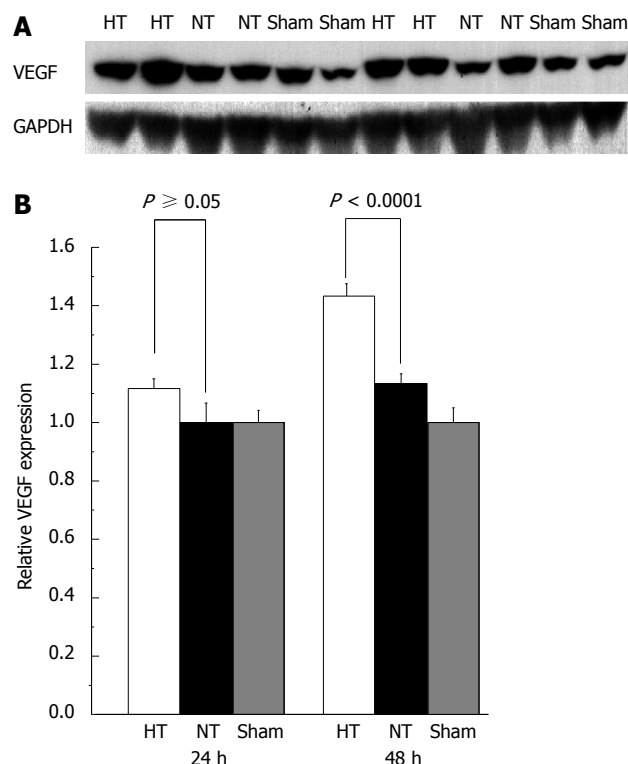 A
HT HT NT NT Sham Sham HT HT NT NT Sham Sham
VEGF
GAPDH
B
P ⩾ 0.05
P < 0.0001
Relative VEGF expression
1.6
1.4
1.2
1.0
0.8
0.6
0.4
0.2
0.0
HT NT Sham HT NT Sham
24 h 48 h